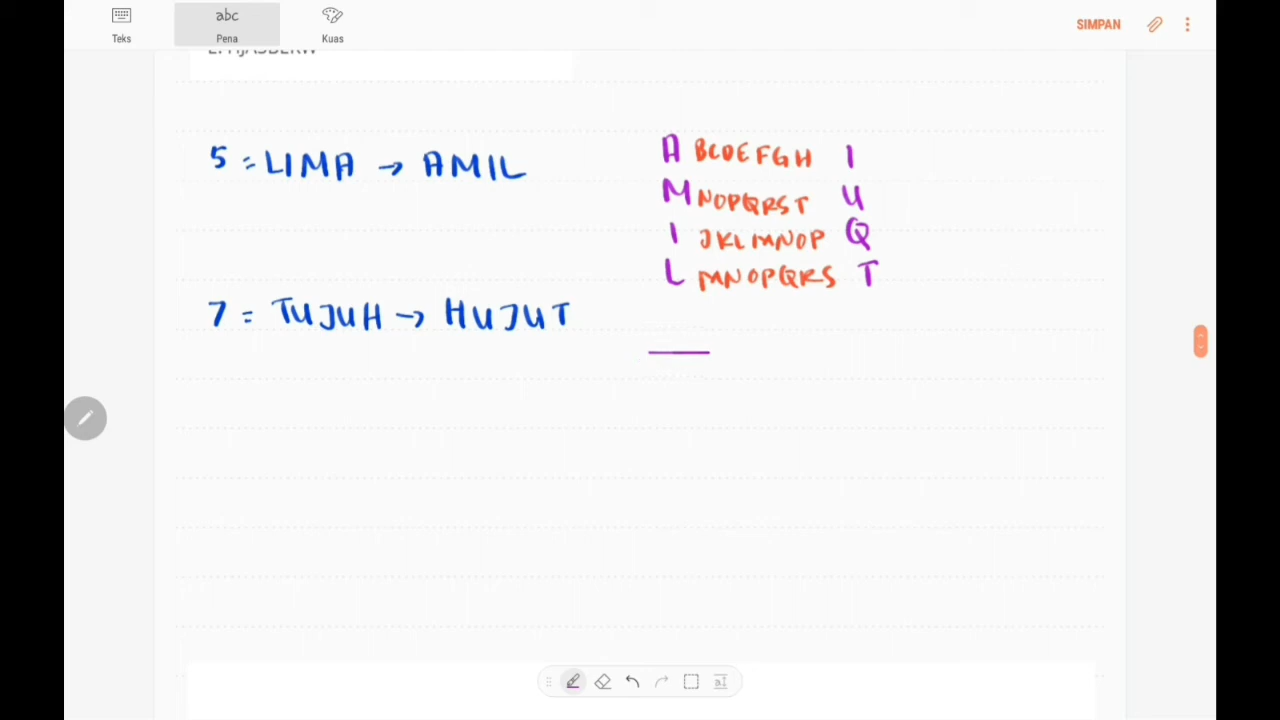 abc
Teks
Pena
Kuas
SIMPAN
5 = LIMA → AMIL
A BCDEFGH I
M NOPQRST U
I JKLMNOP Q
L MNOPQRS T
7 = TUJUH → HUJUT